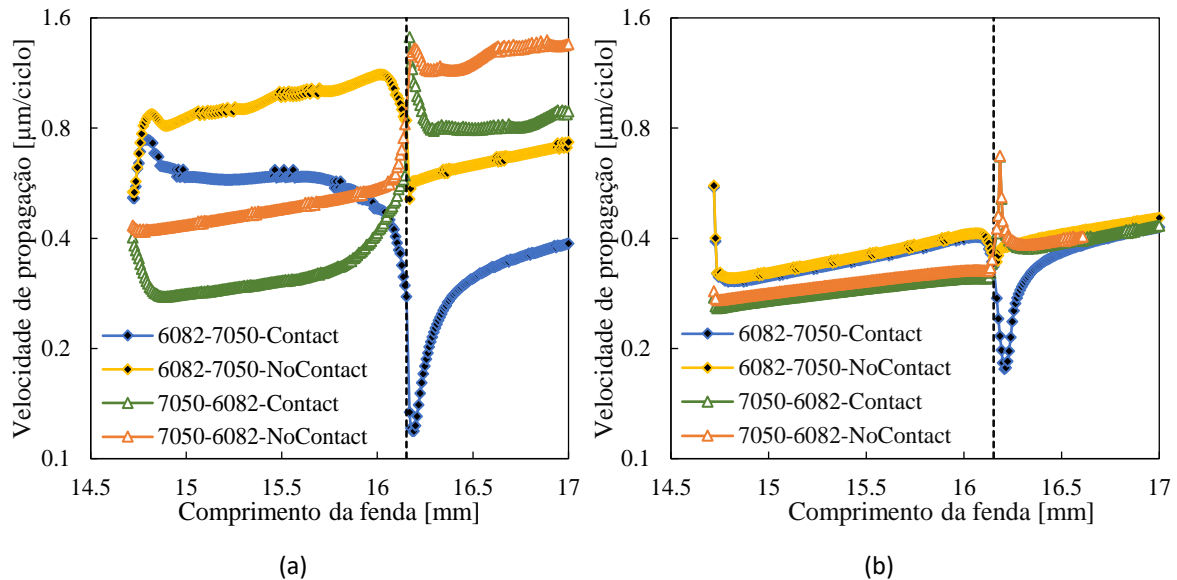 Velocidade de propagação [µm/ciclo]
1.6
0.8
0.4
0.2
0.1
6082-7050-Contact
6082-7050-NoContact
7050-6082-Contact
7050-6082-NoContact
14.5 15 15.5 16 16.5 17
Comprimento da fenda [mm]
(a)
Velocidade de propagação [µm/ciclo]
1.6
0.8
0.4
0.2
0.1
6082-7050-Contact
6082-7050-NoContact
7050-6082-Contact
7050-6082-NoContact
14.5 15 15.5 16 16.5 17
Comprimento da fenda [mm]
(b)